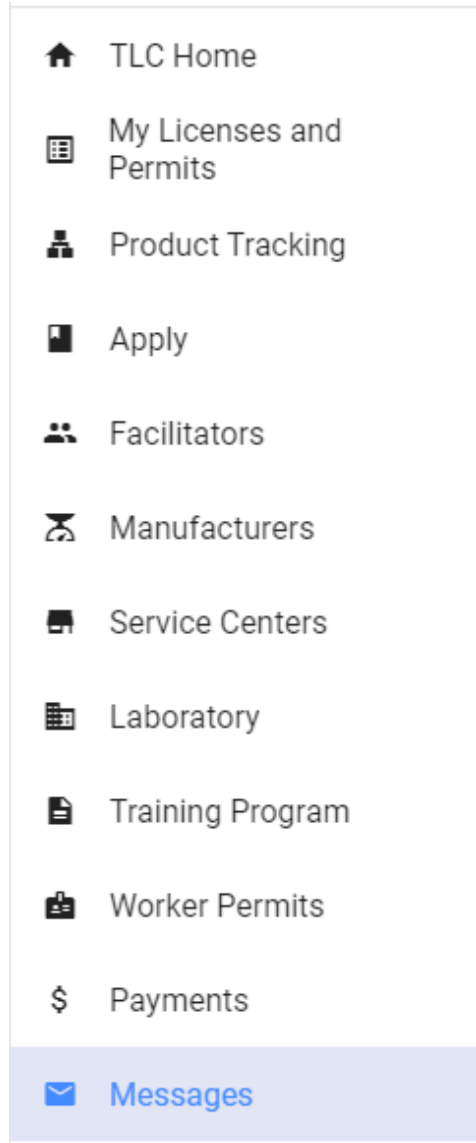 TLC Home
My Licenses and
Permits
Product Tracking
Apply
Facilitators
Manufacturers
Service Centers
Laboratory
Training Program
Worker Permits
$ Payments
Messages